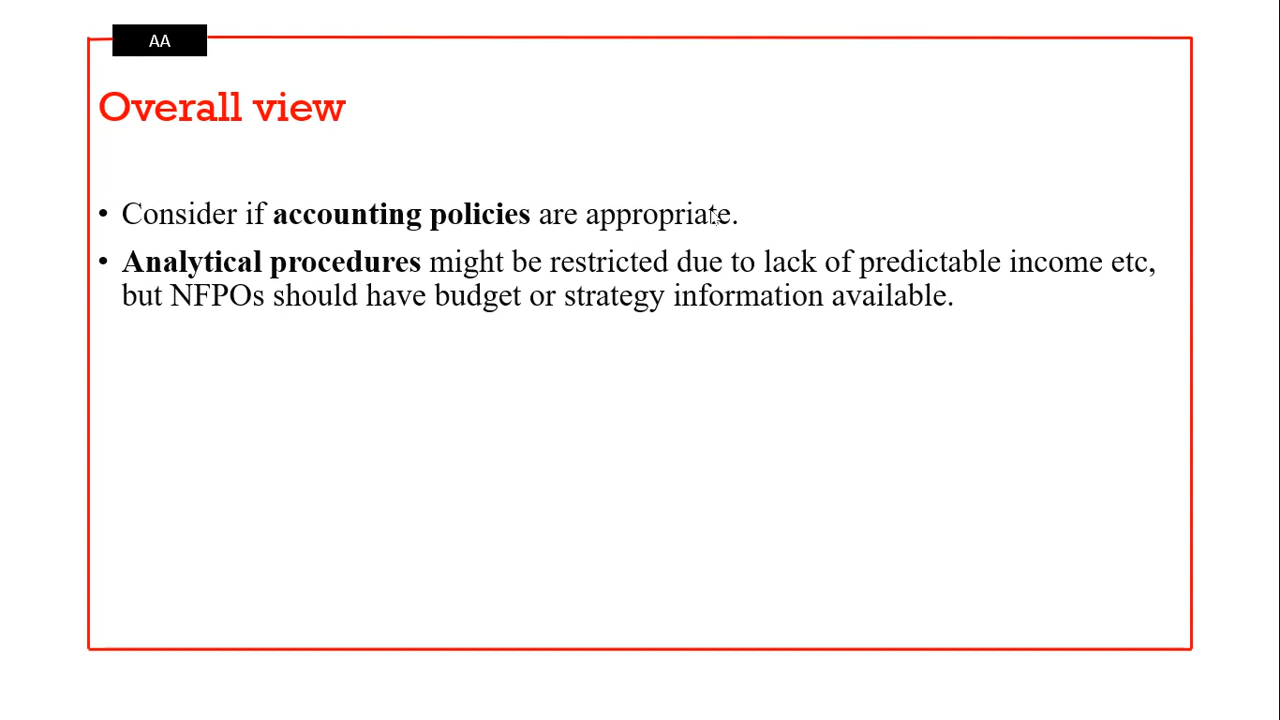 AA
Overall view
• Consider if accounting policies are appropriate.
• Analytical procedures might be restricted due to lack of predictable income etc,
but NFPOs should have budget or strategy information available.